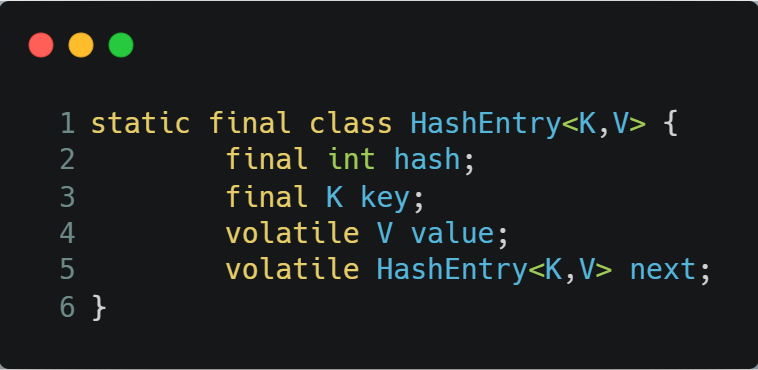 1 static final class HashEntry<K,V> {
2         final int hash;
3         final K key;
4         volatile V value;
5         volatile HashEntry<K,V> next;
6 }